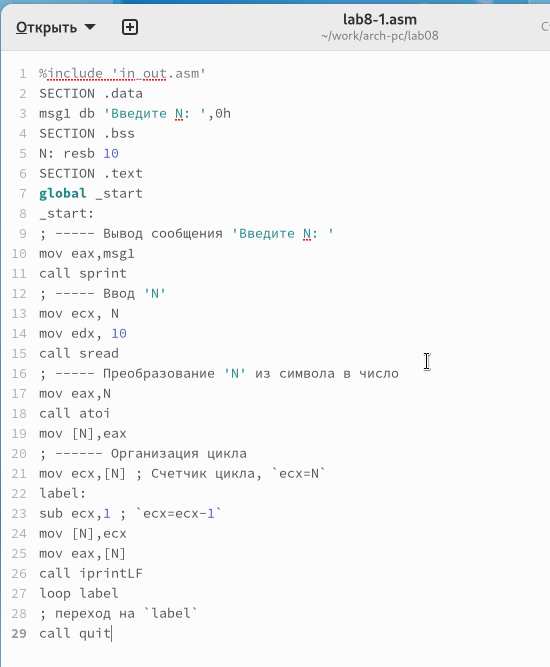 Открыть
lab8-1.asm
~/work/arch-pc/lab08
1 %include 'in_out.asm'
2 SECTION .data
3 msg1 db 'Введите N: ',0h
4 SECTION .bss
5 N: resb 10
6 SECTION .text
7 global _start
8 _start:
9 ; ----- Вывод сообщения 'Введите N: '
10 mov eax,msg1
11 call sprint
12 ; ----- Ввод 'N'
13 mov ecx, N
14 mov edx, 10
15 call sread
16 ; ----- Преобразование 'N' из символа в число
17 mov eax,N
18 call atoi
19 mov [N],eax
20 ; ------ Организация цикла
21 mov ecx,[N] ; Счетчик цикла, `ecx=N`
22 label:
23 sub ecx,1 ; `ecx=ecx-1`
24 mov [N],ecx
25 mov eax,[N]
26 call iprintLF
27 loop label
28 ; переход на `label`
29 call quit